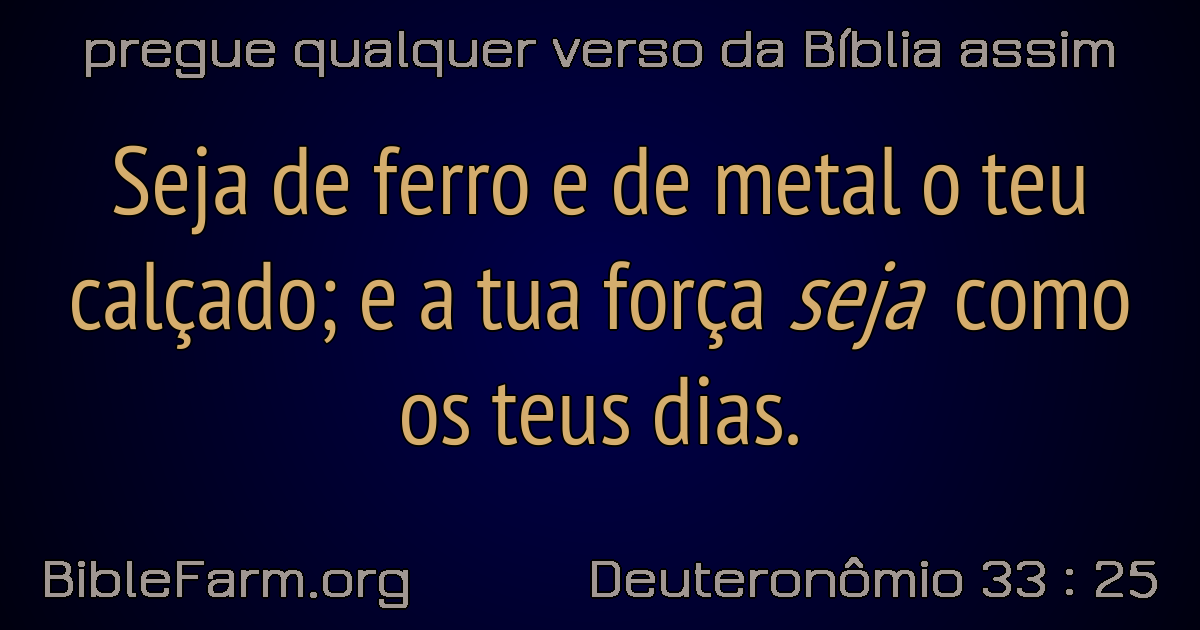 pregue qualquer verso da Bíblia assim
Seja de ferro e de metal o teu
calçado; e a tua força seja como
os teus dias.
BibleFarm.org
Deuteronômio 33 : 25